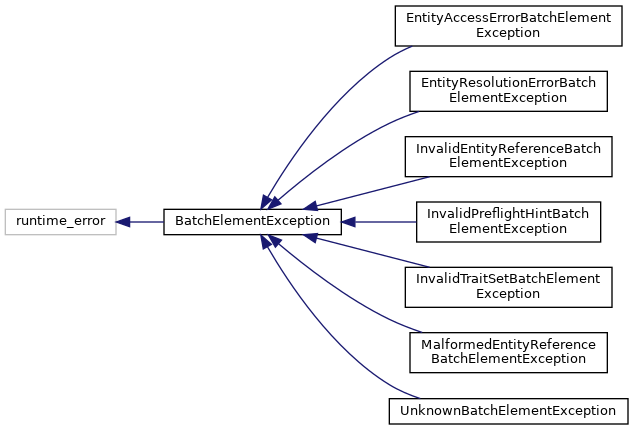 EntityAccessErrorBatchElement
Exception
EntityResolutionErrorBatch
ElementException
InvalidEntityReferenceBatch
ElementException
runtime_error
BatchElementException
InvalidPreflightHintBatch
ElementException
InvalidTraitSetBatchElement
Exception
MalformedEntityReference
BatchElementException
UnknownBatchElementException